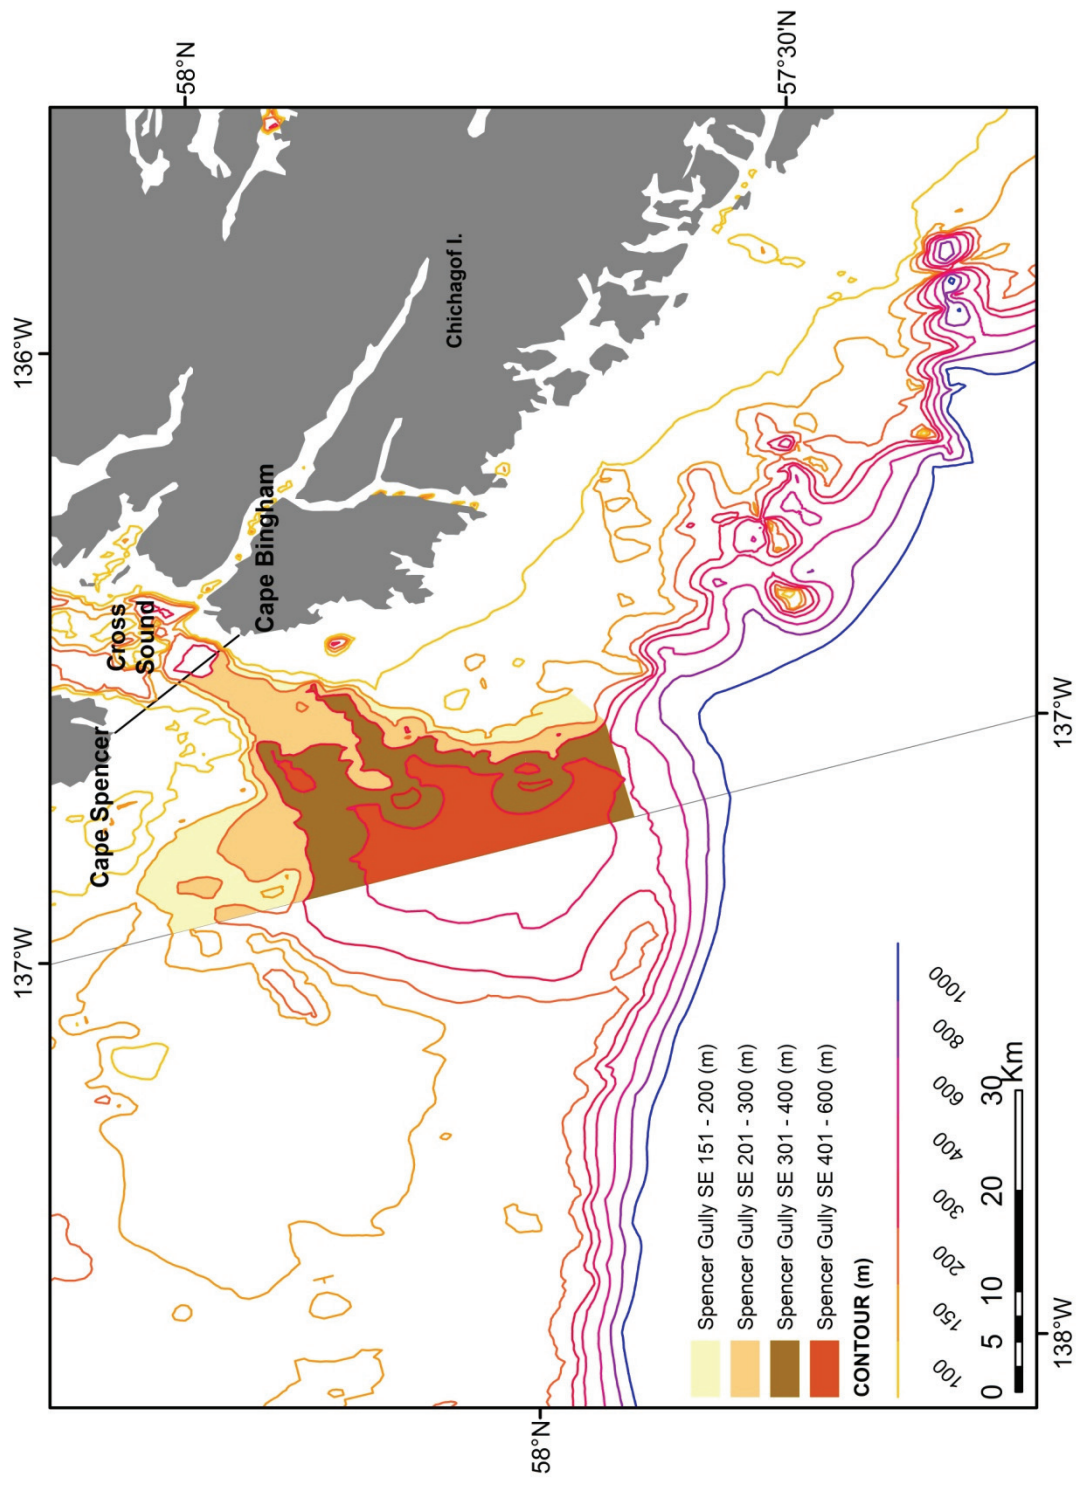 58°N
57°30'N
136°W
137°W
Cross
Sound
Cape Spencer
Cape Bingham
Chichagof I.
137°W
138°W
58°N
Spencer Gully SE 151 - 200 (m)
Spencer Gully SE 201 - 300 (m)
Spencer Gully SE 301 - 400 (m)
Spencer Gully SE 401 - 600 (m)
CONTOUR (m)
100 150 200 300 400 600 800 1000
0 5 10 20 30
Km